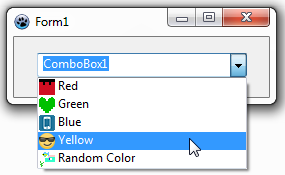 Form1
ComboBox1
Red
Green
Blue
Yellow
Random Color